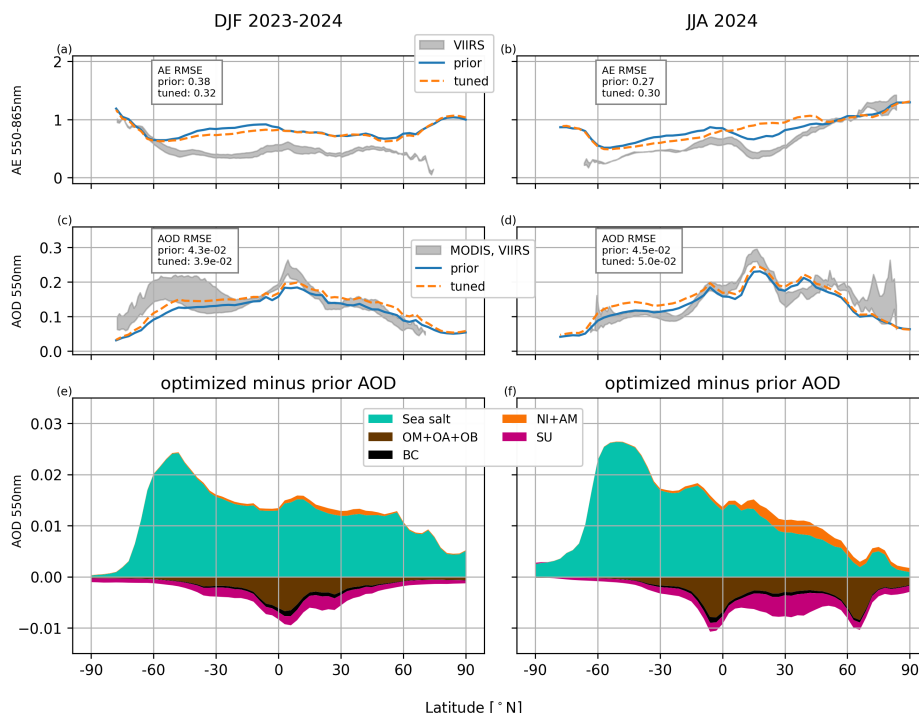 DJF 2023-2024
JJA 2024
(a)
(b)
VIIRS
prior
tuned
AE RMSE
prior: 0.38
tuned: 0.32
AE RMSE
prior: 0.27
tuned: 0.30
AE 550-865nm
2
1
0
(c)
(d)
MODIS, VIIRS
prior
tuned
AOD RMSE
prior: 4.3e-02
tuned: 3.9e-02
AOD RMSE
prior: 4.5e-02
tuned: 5.0e-02
AOD 550nm
0.3
0.2
0.1
0.0
optimized minus prior AOD
optimized minus prior AOD
(e)
(f)
Sea salt
OM+OA+OB
BC
NI+AM
SU
AOD 550nm
0.03
0.02
0.01
0.00
−0.01
-90 -60 -30 0 30 60 90
-90 -60 -30 0 30 60 90
Latitude [°N]